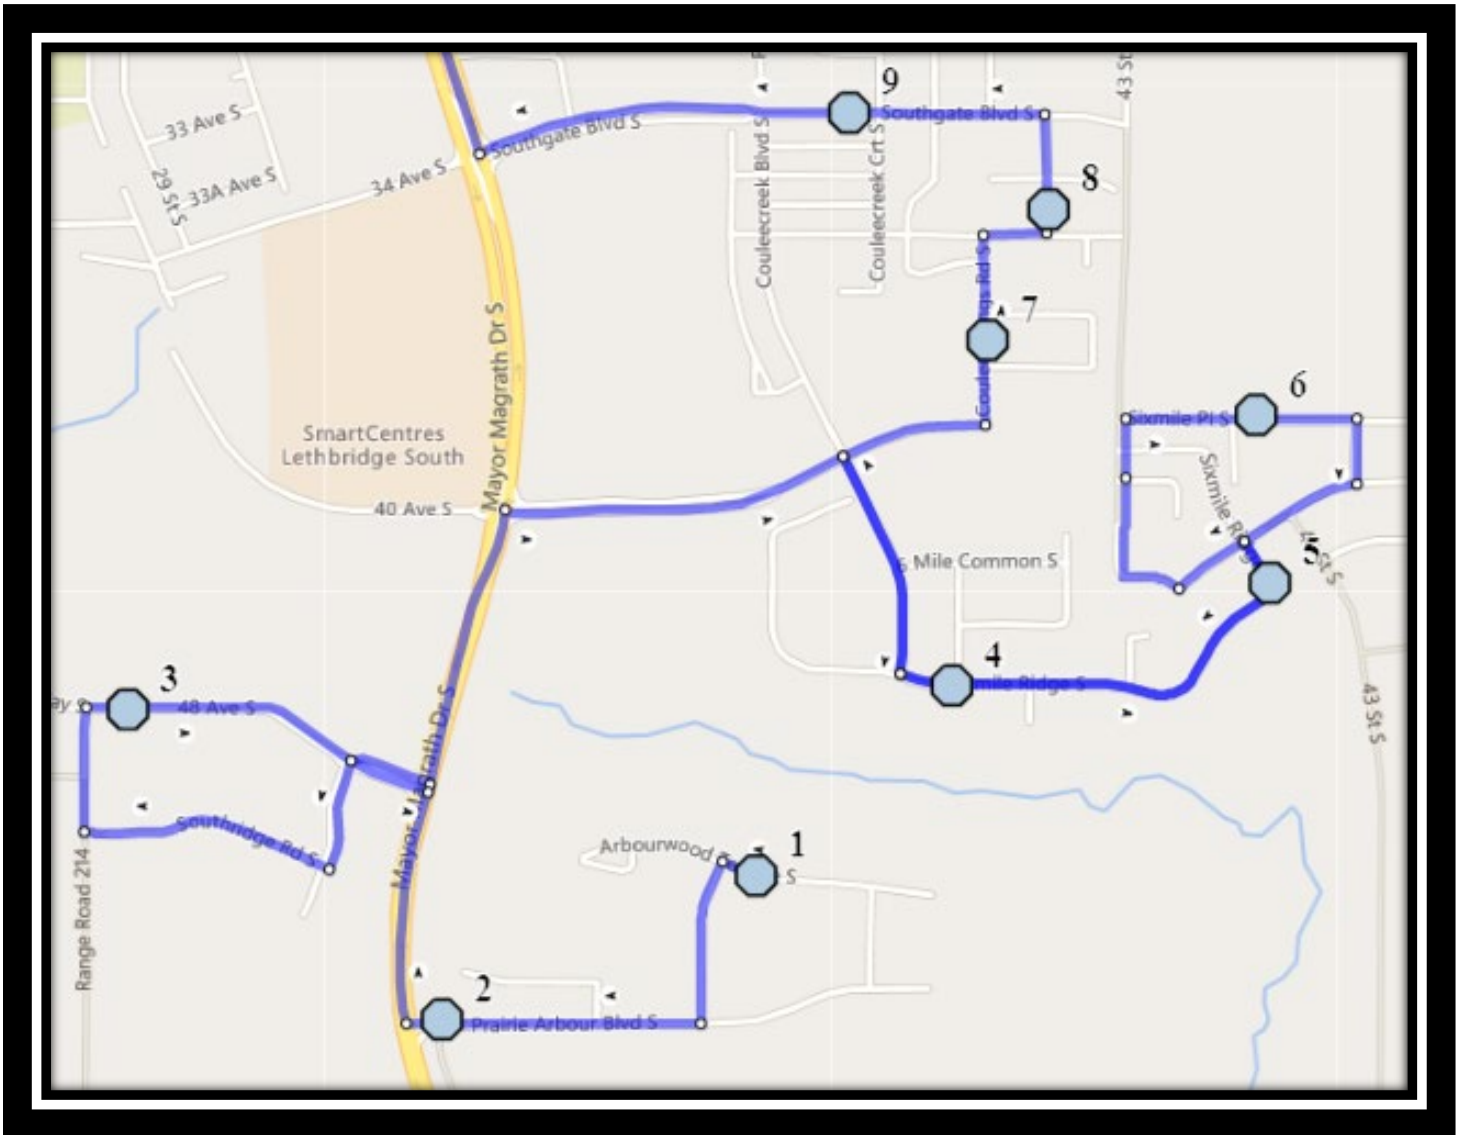 9
43 St
Southgate Blvd S
33 Ave S
Southgate Blvd S
34 Ave S
29 St S
33A Ave S
8
Couleecreek Blvd S
Couleecreek Crt S
7
Mayor Magrath Dr S
6
Sixmile Pl S
SmartCentres
Lethbridge South
40 Ave S
Sixmile
5
St S
Mile Common S
4
mile Ridge S
3
48 Ave S
43 St S
Mayor Magrath Dr S
Southridge Rd S
1
Arbourwood
S
Range Road 214
2
Prairie Arbour Blvd S